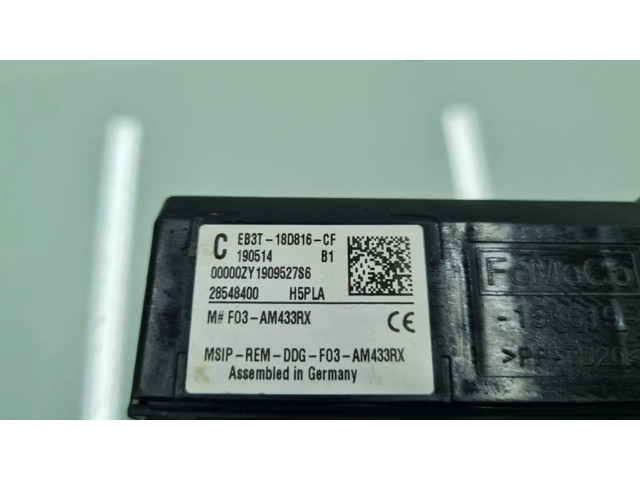 C EB3T-18D816-CF
190514 B1
00000ZY1909527S6
28548400 H5PLA
M# F03-AM433RX
CE
MSIP-REM-DDG-F03-AM433RX
Assembled in Germany
FoMoCo